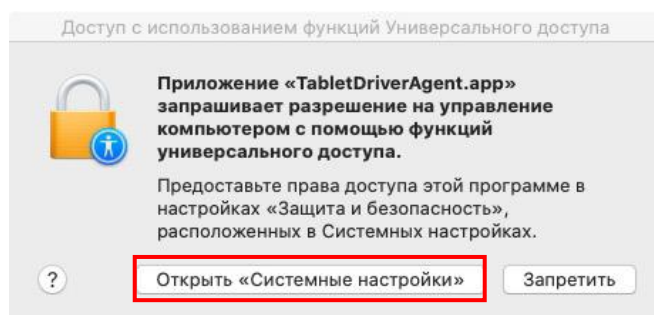 Доступ с использованием функций Универсального доступа
Приложение «TabletDriverAgent.app»
запрашивает разрешение на управление
компьютером с помощью функций
универсального доступа.
Предоставьте права доступа этой программе в
настройках «Защита и безопасность»,
расположенных в Системных настройках.
? Открыть «Системные настройки» Запретить